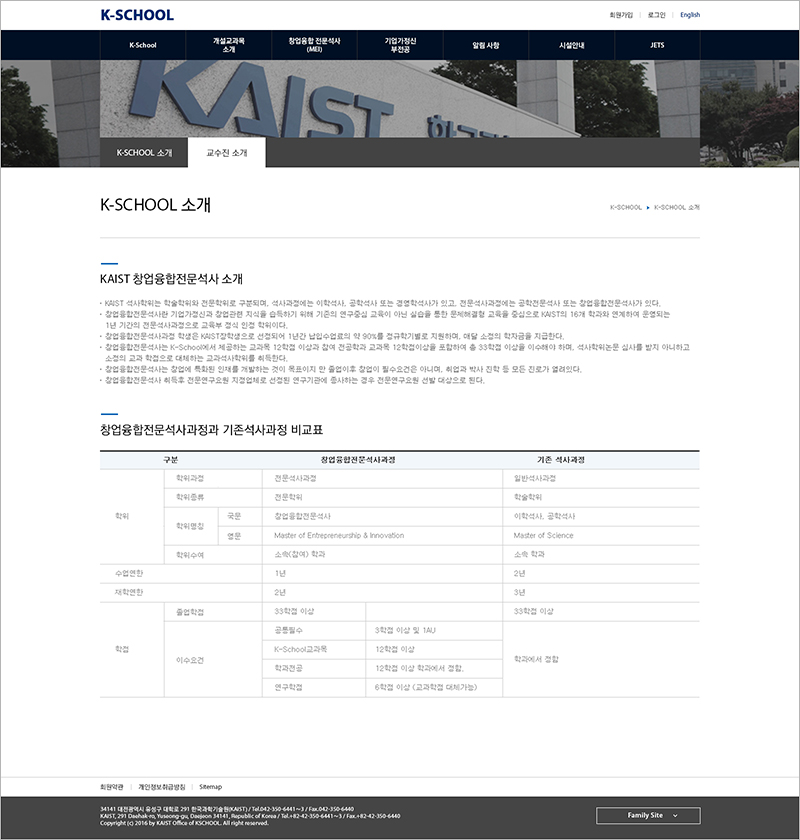 K-SCHOOL
회원가입 로그인 English
K-School
개설교과목
소개
창업융합 전문석사
(MEI)
기업가정신
부전공
알림 사항
시설안내
JETS
KAIST 한국
K-SCHOOL 소개
교수진 소개
K-SCHOOL 소개
K-SCHOOL ▶ K-SCHOOL 소개
KAIST 창업융합전문석사 소개
• KAIST 석사학위는 학술학위와 전문학위로 구분되며, 석사과정에는 이학석사, 공학석사 또는 경영학석사가 있고, 전문석사과정에는 공학전문석사 또는 창업융합전문석사가 있다.
• 창업융합전문석사란 기업가정신과 창업관련 지식을 습득하기 위해 기존의 연구중심 교육이 아닌 실습을 통한 문제해결형 교육을 중심으로 KAIST의 16개 학과와 연계하여 운영되는
1년 기간의 전문석사과정으로 교육부 정식 인정 학위이다.
• 창업융합전문석사과정 학생은 KAIST장학생으로 선정되어 1년간 납입수업료의 약 90%를 정규학기별로 지원하며, 매달 소정의 학자금을 지급한다.
• 창업융합전문석사는 K-School에서 제공하는 교과목 12학점 이상과 참여 전공학과 교과목 12학점이상을 포함하여 총 33학점 이상을 이수해야 하며, 석사학위논문 심사를 받지 아니하고
소정의 교과 학점으로 대체하는 교과석사학위를 취득한다.
• 창업융합전문석사는 창업에 특화된 인재를 개발하는 것이 목표이지 만 졸업이후 창업이 필수요건은 아니며, 취업과 박사 진학 등 모든 진로가 열려있다.
• 창업융합전문석사 취득후 전문연구요원 지정업체로 선정된 연구기관에 종사하는 경우 전문연구요원 선발 대상으로 된다.
창업융합전문석사과정과 기존석사과정 비교표
구분 창업융합전문석사과정 기존 석사과정
학위 학위과정 전문석사과정 일반석사과정
학위종류 전문학위 학술학위
학위명칭 국문 창업융합전문석사 이학석사, 공학석사
영문 Master of Entrepreneurship & Innovation Master of Science
학위수여 소속(참여) 학과 소속 학과
수업연한 1년 2년
재학연한 2년 3년
학점 졸업학점 33학점 이상 33학점 이상
이수요건 공통필수 3학점 이상 및 1AU 학과에서 정함
K-School교과목 12학점 이상
학과전공 12학점 이상 학과에서 정함.
연구학점 6학점 이상 (교과학점 대체가능)
회원약관 개인정보취급방침 Sitemap
34141 대전광역시 유성구 대학로 291 한국과학기술원(KAIST) / Tel.042-350-6441~3 / Fax.042-350-6440
KAIST, 291 Daehak-ro, Yuseong-gu, Daejeon 34141, Republic of Korea / Tel.+82-42-350-6441~3 / Fax.+82-42-350-6440
Copyright (c) 2016 by KAIST Office of KSCHOOL. All right reserved.
Family Site